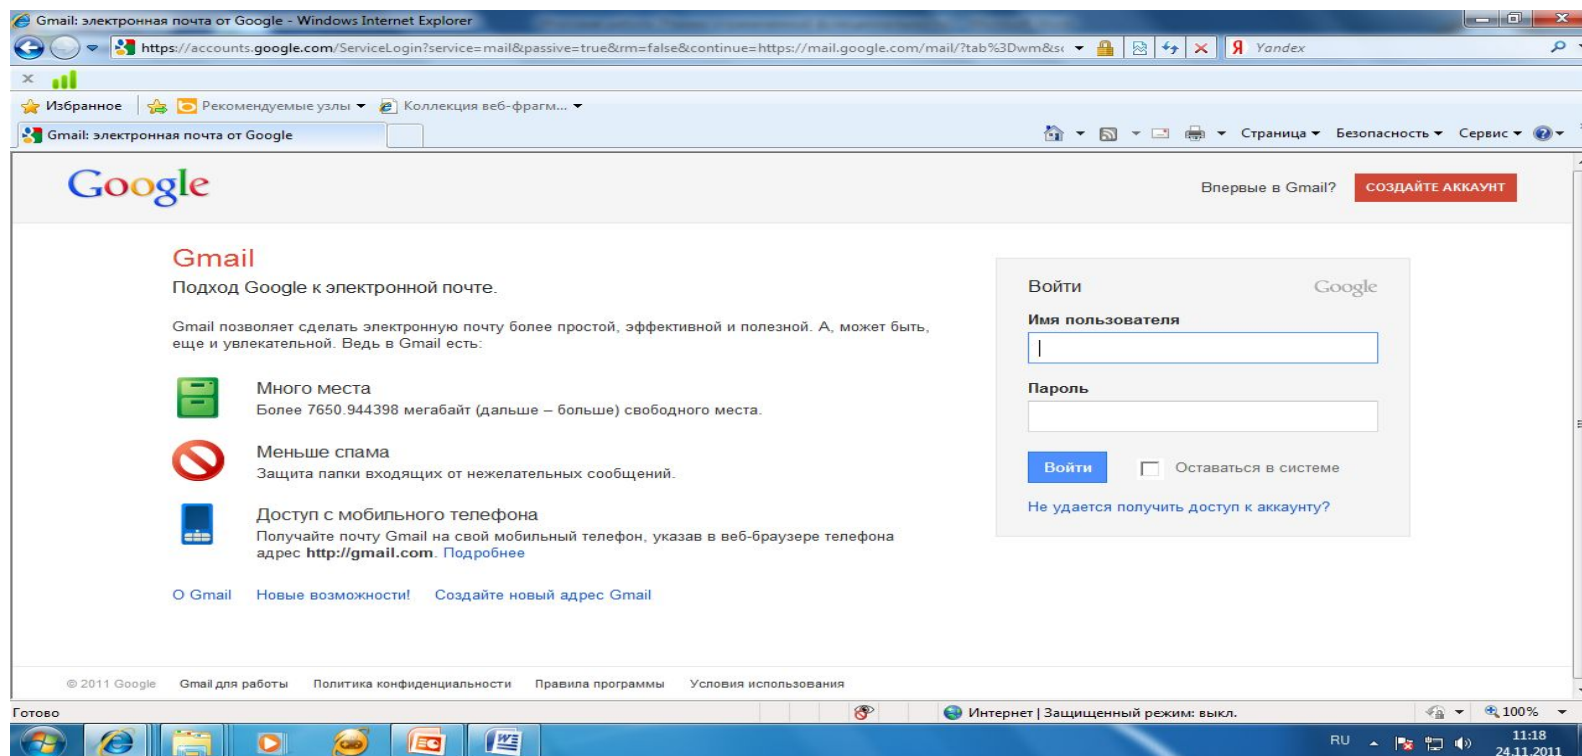 Gmail: электронная почта от Google - Windows Internet Explorer
https://accounts.google.com/ServiceLogin?service=mail&passive=true&rm=false&continue=https://mail.google.com/mail/?tab%3Dwm&sc
Yandex
Избранное Рекомендуемые узлы Коллекция веб-фрагм...
Gmail: электронная почта от Google
Страница Безопасность Сервис
Google
Впервые в Gmail? СОЗДАЙТЕ АККАУНТ
Gmail
Подход Google к электронной почте.
Gmail позволяет сделать электронную почту более простой, эффективной и полезной. А, может быть,
еще и увлекательной. Ведь в Gmail есть:
Много места
Более 7650.944398 мегабайт (дальше – больше) свободного места.
Меньше спама
Защита папки входящих от нежелательных сообщений.
Доступ с мобильного телефона
Получайте почту Gmail на свой мобильный телефон, указав в веб-браузере телефона
адрес http://gmail.com. Подробнее
О Gmail Новые возможности! Создайте новый адрес Gmail
Войти Google
Имя пользователя
Пароль
Войти Оставаться в системе
Не удается получить доступ к аккаунту?
© 2011 Google Gmail для работы Политика конфиденциальности Правила программы Условия использования
Готово Интернет | Защищенный режим: выкл. 100%
RU 11:18
24.11.2011